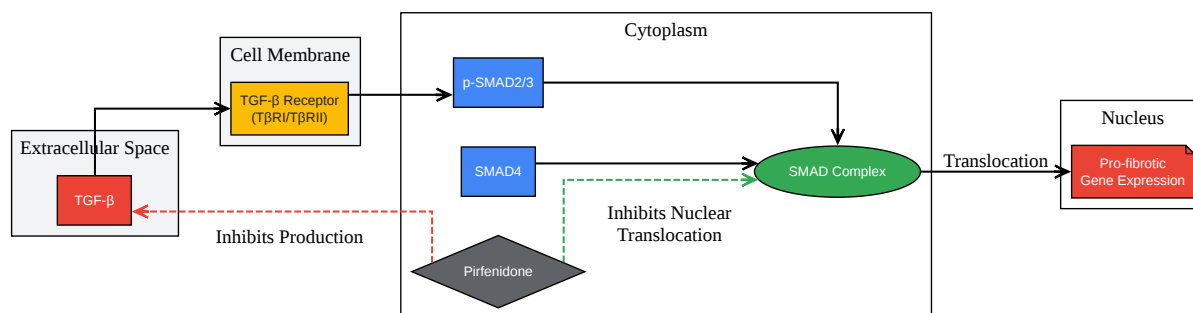 Cytoplasm
Cell Membrane
TGF-β Receptor
(TβRI/TβRII)
p-SMAD2/3
Extracellular Space
TGF-β
SMAD4
SMAD Complex
Translocation
Nucleus
Pro-fibrotic
Gene Expression
Inhibits Production
Inhibits Nuclear
Translocation
Pirfenidone